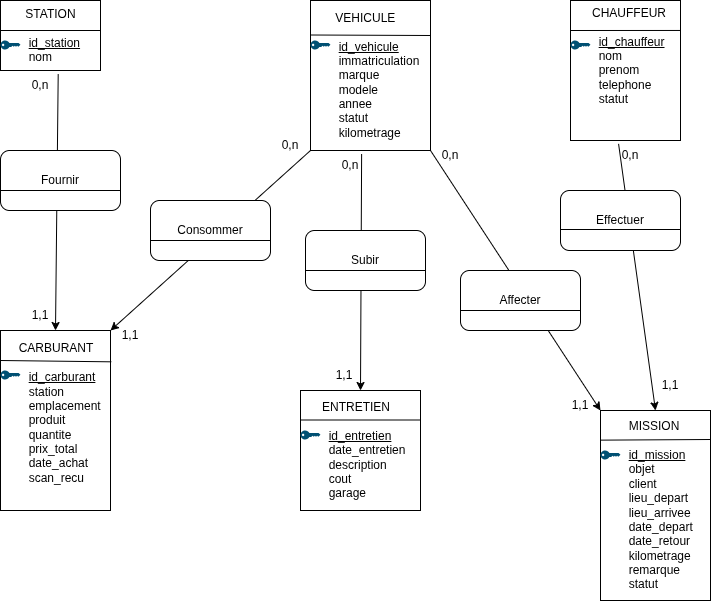 STATION
id_station
nom
VEHICULE
id_vehicule
immatriculation
marque
modele
annee
statut
kilometrage
CHAUFFEUR
id_chauffeur
nom
prenom
telephone
statut
0,n
0,n
0,n
0,n
0,n
Fournir
Consommer
Subir
Affecter
Effectuer
1,1
1,1
1,1
1,1
1,1
CARBURANT
id_carburant
station
emplacement
produit
quantite
prix_total
date_achat
scan_recu
ENTRETIEN
id_entretien
date_entretien
description
cout
garage
MISSION
id_mission
objet
client
lieu_depart
lieu_arrivee
date_depart
date_retour
kilometrage
remarque
statut